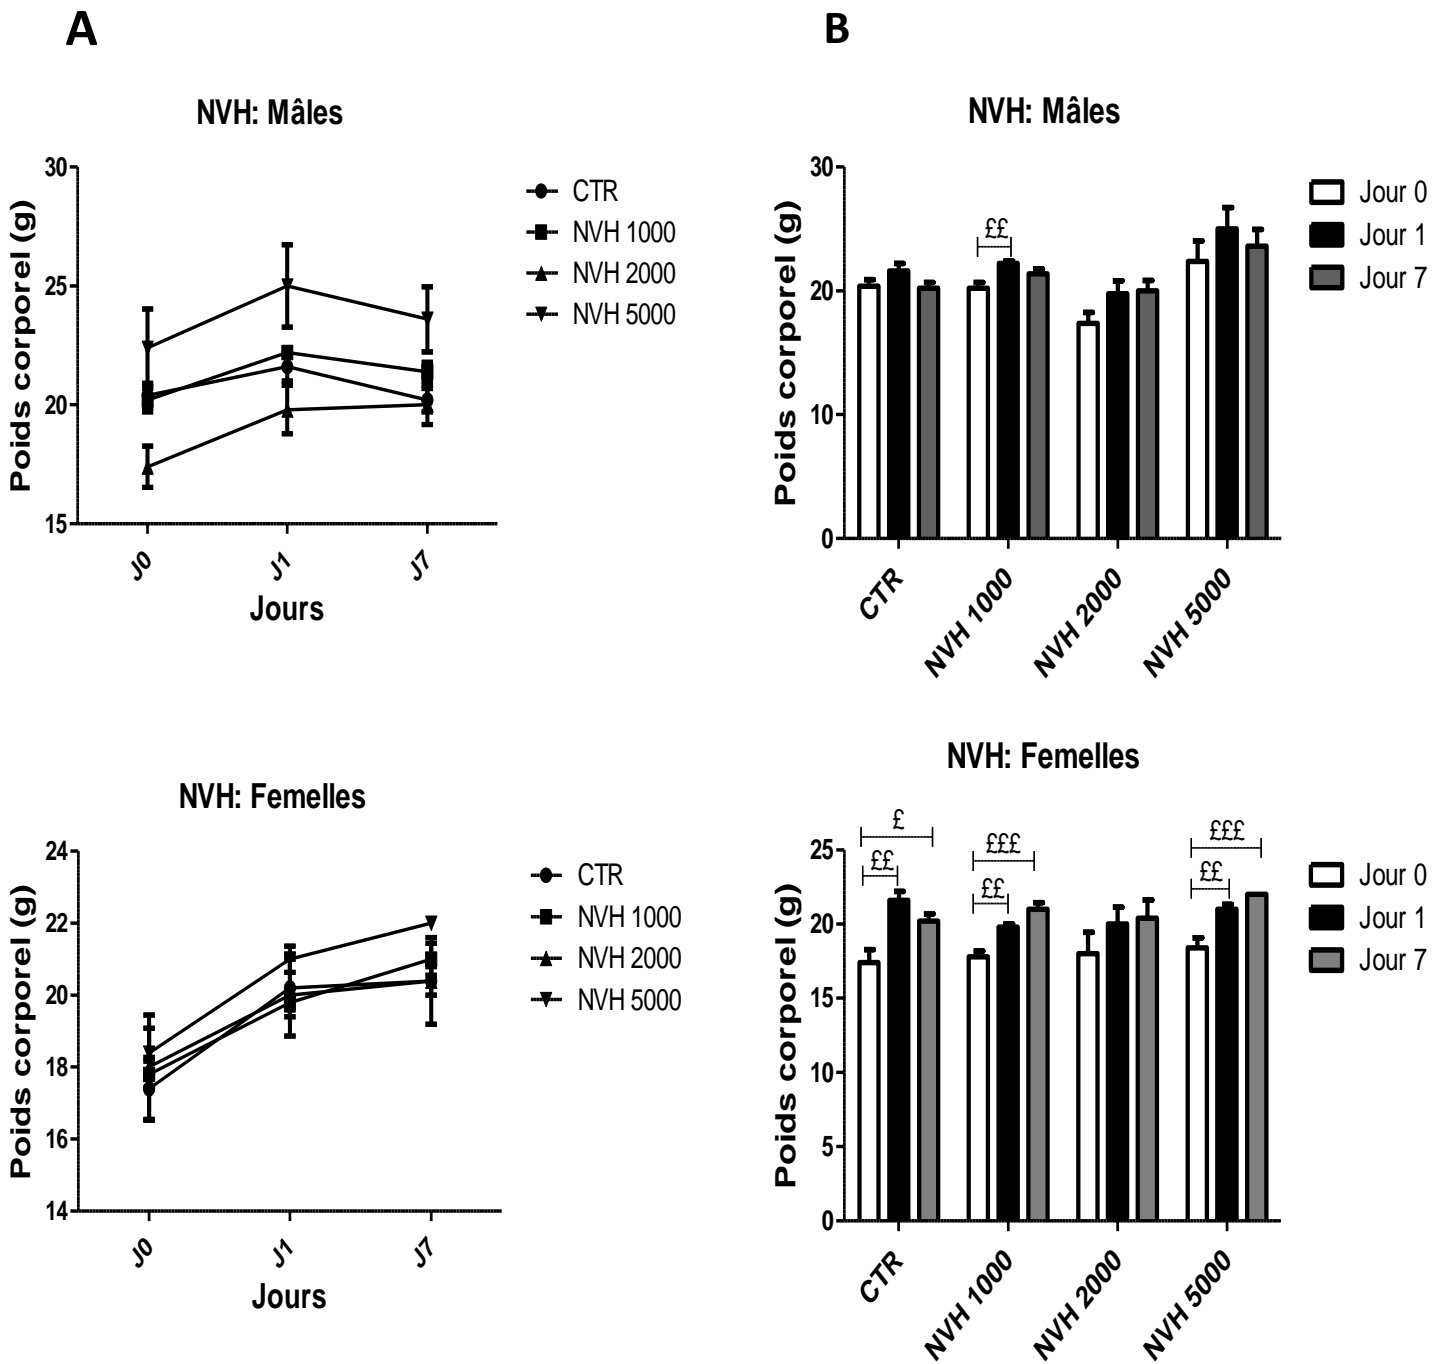 A
B
NVH: Mâles
30
25
20
15
Poids corporel (g)
J0
J1
J7
Jours
CTR
NVH 1000
NVH 2000
NVH 5000
NVH: Mâles
30
20
10
0
Poids corporel (g)
££
CTR
NVH 1000
NVH 2000
NVH 5000
Jour 0
Jour 1
Jour 7
NVH: Femelles
24
22
20
18
16
14
Poids corporel (g)
J0
J1
J7
Jours
CTR
NVH 1000
NVH 2000
NVH 5000
NVH: Femelles
25
20
15
10
5
0
Poids corporel (g)
£
££
£££
££
£££
££
CTR
NVH 1000
NVH 2000
NVH 5000
Jour 0
Jour 1
Jour 7